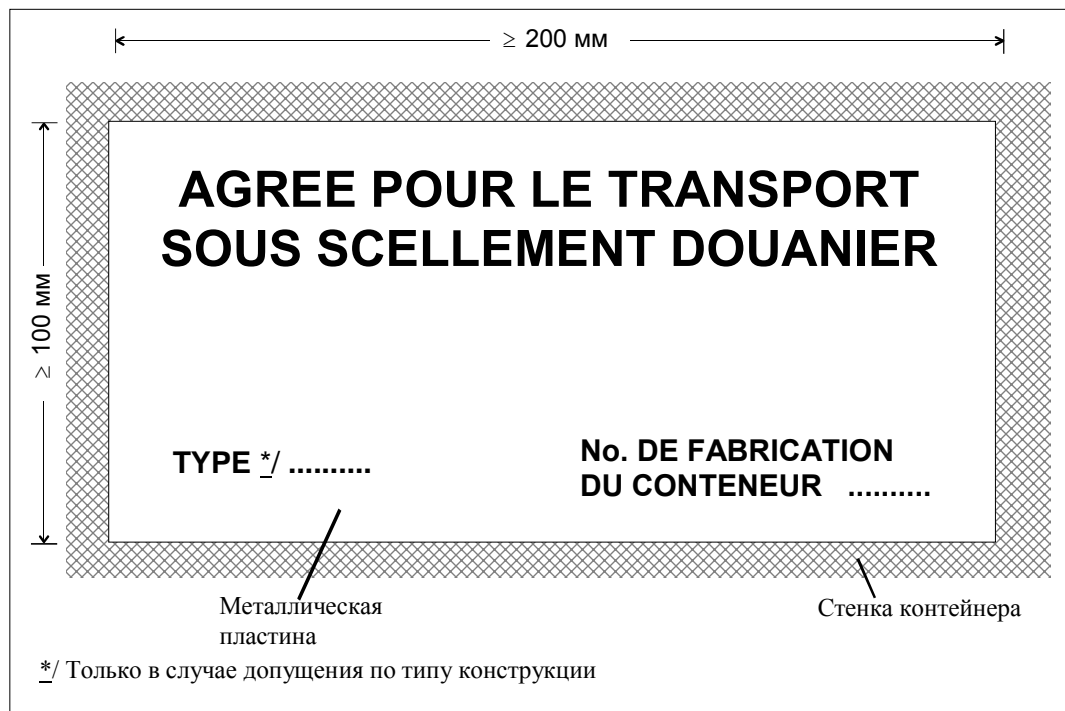 ≥ 200 мм
AGREE POUR LE TRANSPORT
SOUS SCELLEMENT DOUANIER
≥ 100 мм
TYPE */ ..........
No. DE FABRICATION
DU CONTENEUR ..........
Металлическая
пластина
Стенка контейнера
*/ Только в случае допущения по типу конструкции